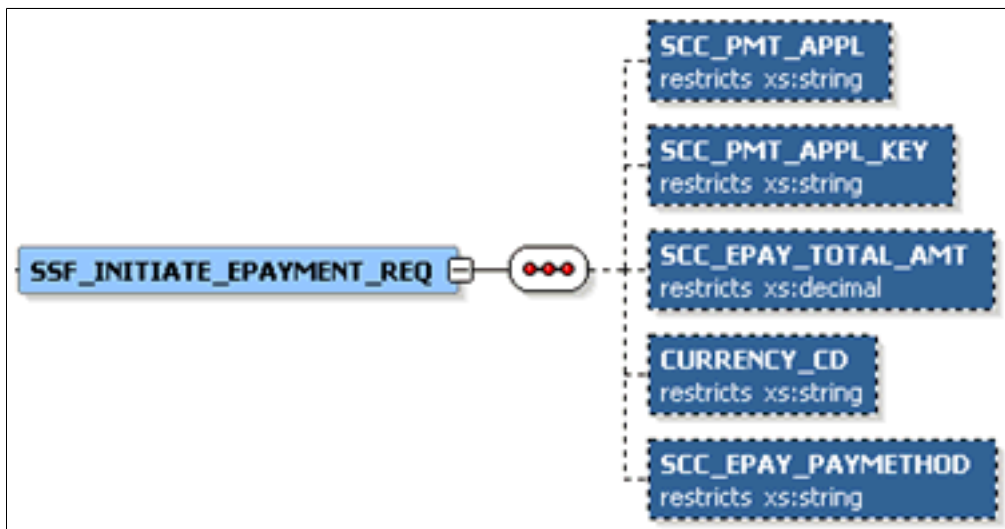 SCC_PMT_APPL
restricts xs:string
SCC_PMT_APPL_KEY
restricts xs:string
SSF_INITIATE_EPAYMENT_REQ
SCC_EPAY_TOTAL_AMT
restricts xs:decimal
CURRENCY_CD
restricts xs:string
SCC_EPAY_PAYMETHOD
restricts xs:string